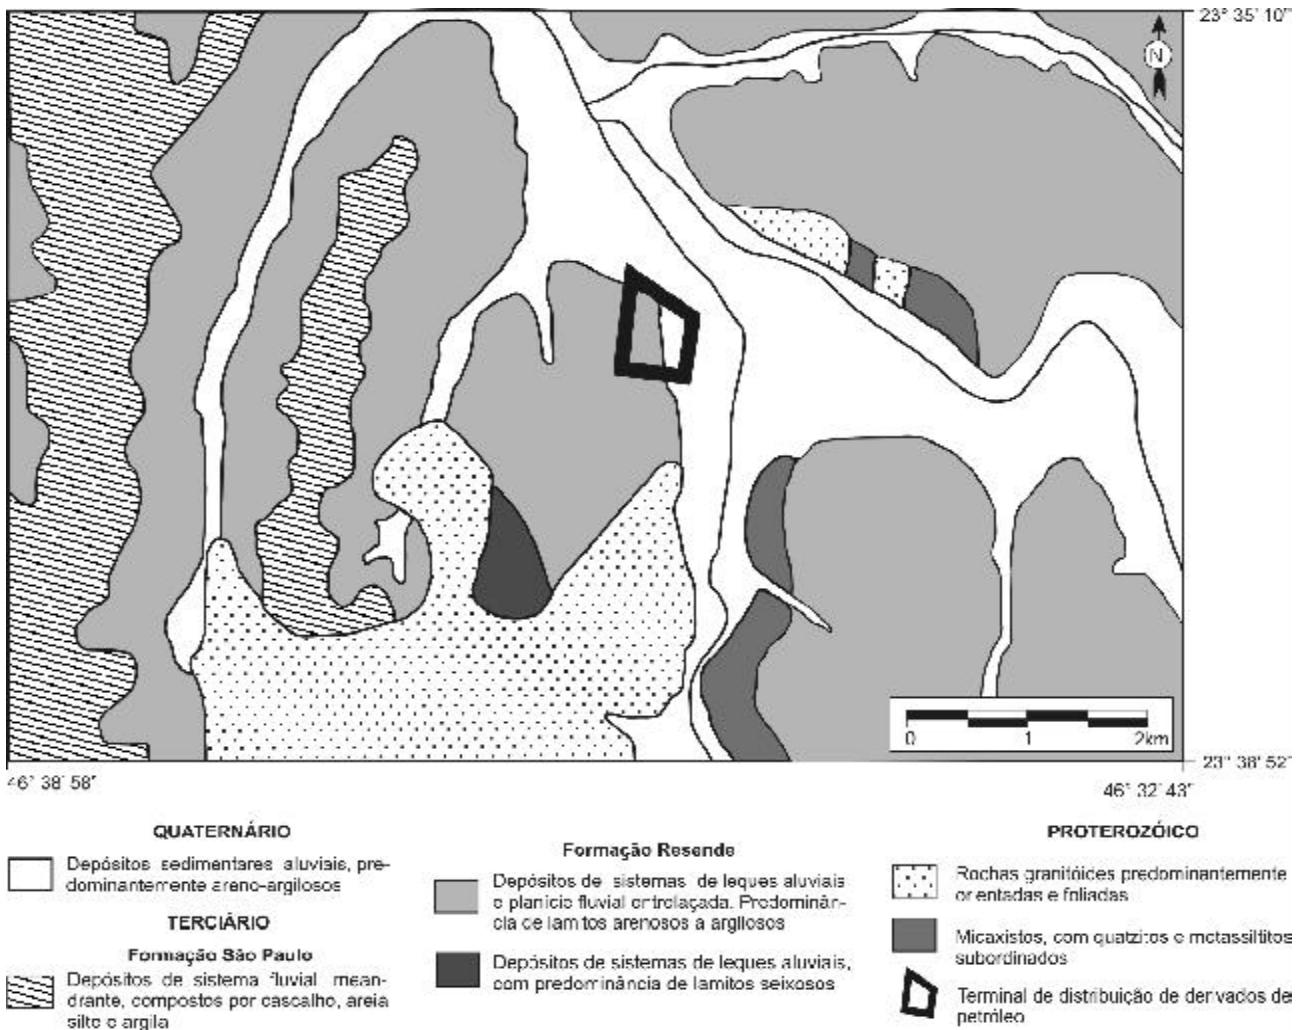 23° 35' 10"
N
0 1 2km
23° 38' 52"
46° 38' 58"
46° 32' 43"
QUATERNÁRIO
Depósitos sedimentares aluviais, pre-
dominantemente areno-argilosos
TERCIÁRIO
Formação São Paulo
Depósitos de sistema fluvial mean-
drante, compostos por cascalho, areia
silte e argila
Formação Resende
Depósitos de sistemas de leques aluviais
e planície fluvial entrelaçada. Predominân-
cia de lamitos arenosos a argilosos
Depósitos de sistemas de leques aluviais,
com predominância de lamitos seixosos
PROTEROZÓICO
Rochas granitóides predominantemente
orientadas e foliadas
Micaxistos, com quatzitos e metassiltitos
subordinados
Terminal de distribuição de derivados de
petróleo